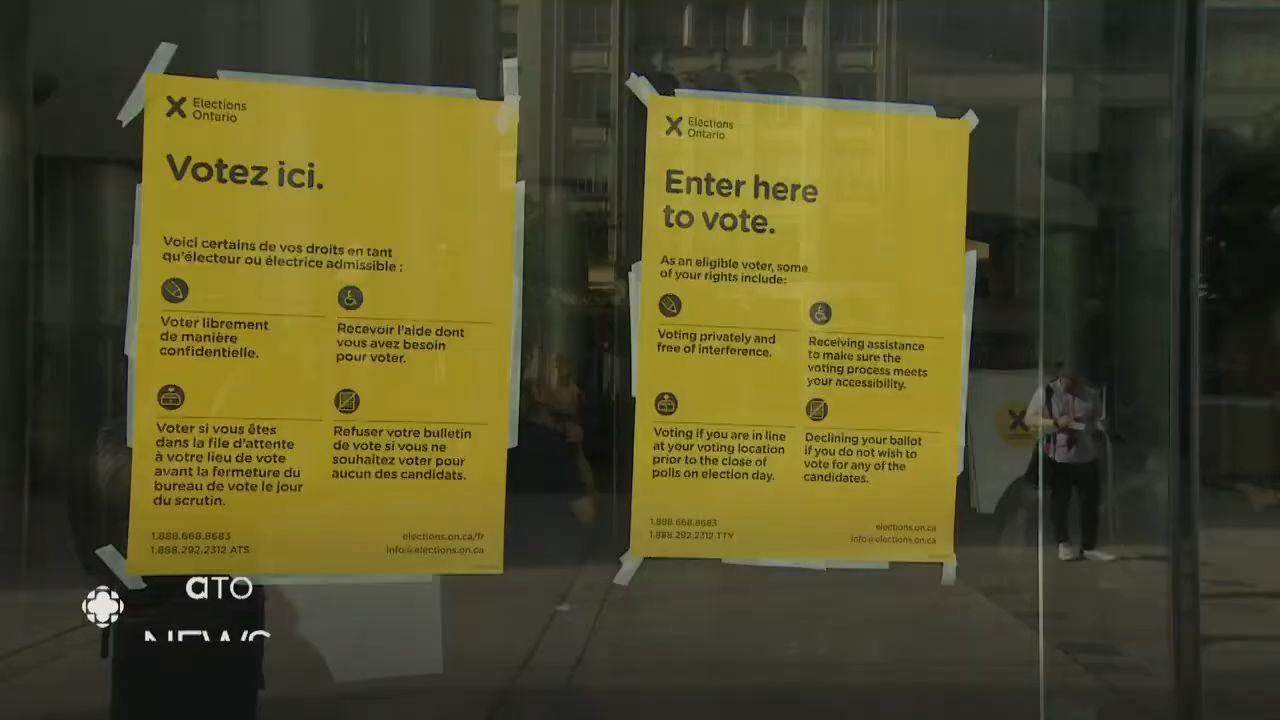 Elections
Ontario
Votez ici.
Voici certains de vos droits en tant
qu'électeur ou électrice admissible :
Voter librement
de manière
confidentielle.
Recevoir l'aide dont
vous avez besoin
pour voter.
Voter si vous êtes
dans la file d'attente
à votre lieu de vote
avant la fermeture du
bureau de vote le jour
du scrutin.
Refuser votre bulletin
de vote si vous ne
souhaitez voter pour
aucun des candidats.
1.888.668.8683
1.888.292.2312 ATS
elections.on.ca/fr
info@elections.on.ca
Elections
Ontario
Enter here
to vote.
As an eligible voter, some
of your rights include:
Voting privately and
free of interference.
Receiving assistance
to make sure the
voting process meets
your accessibility.
Voting if you are in line
at your voting location
prior to the close of
polls on election day.
Declining your ballot
if you do not wish to
vote for any of the
candidates.
1.888.668.8683
1.888.292.2312 TTY
elections.on.ca
info@elections.on.ca
NEWS